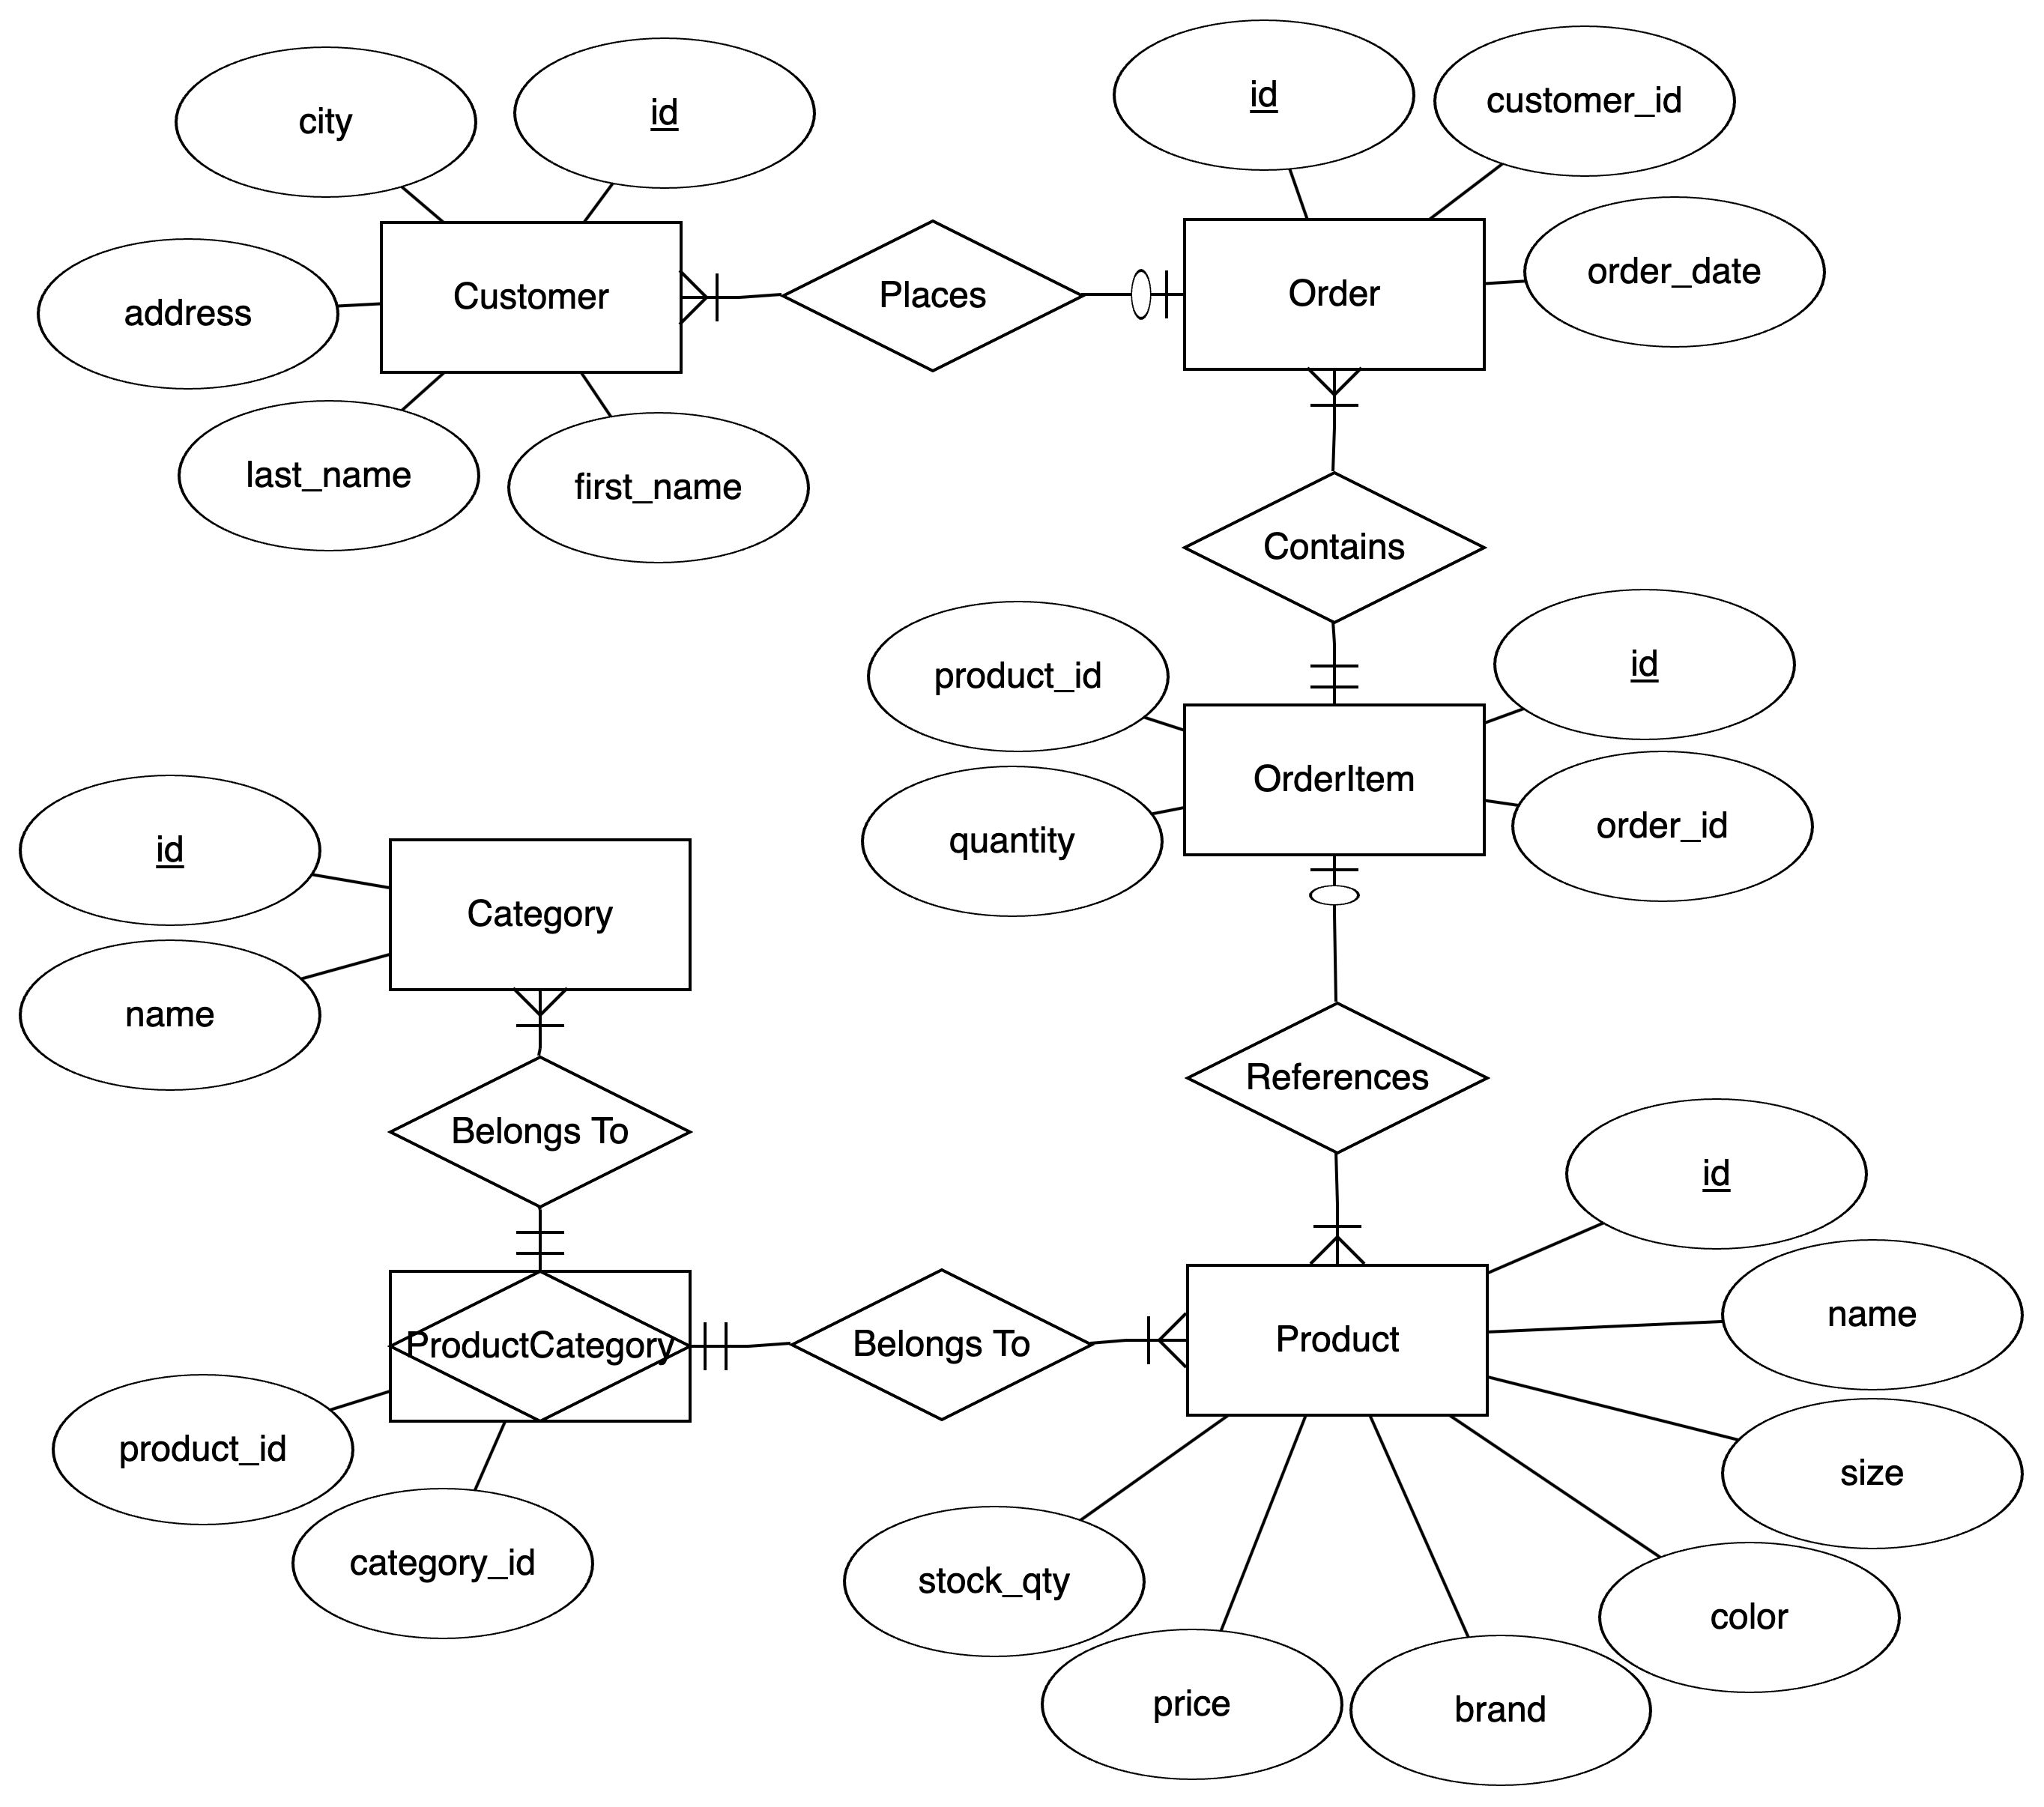 city
id
id
customer_id
address
Customer
Places
Order
order_date
last_name
first_name
Contains
product_id
id
quantity
OrderItem
order_id
id
Category
name
Belongs To
References
id
name
ProductCategory
Belongs To
Product
product_id
size
category_id
stock_qty
color
price
brand